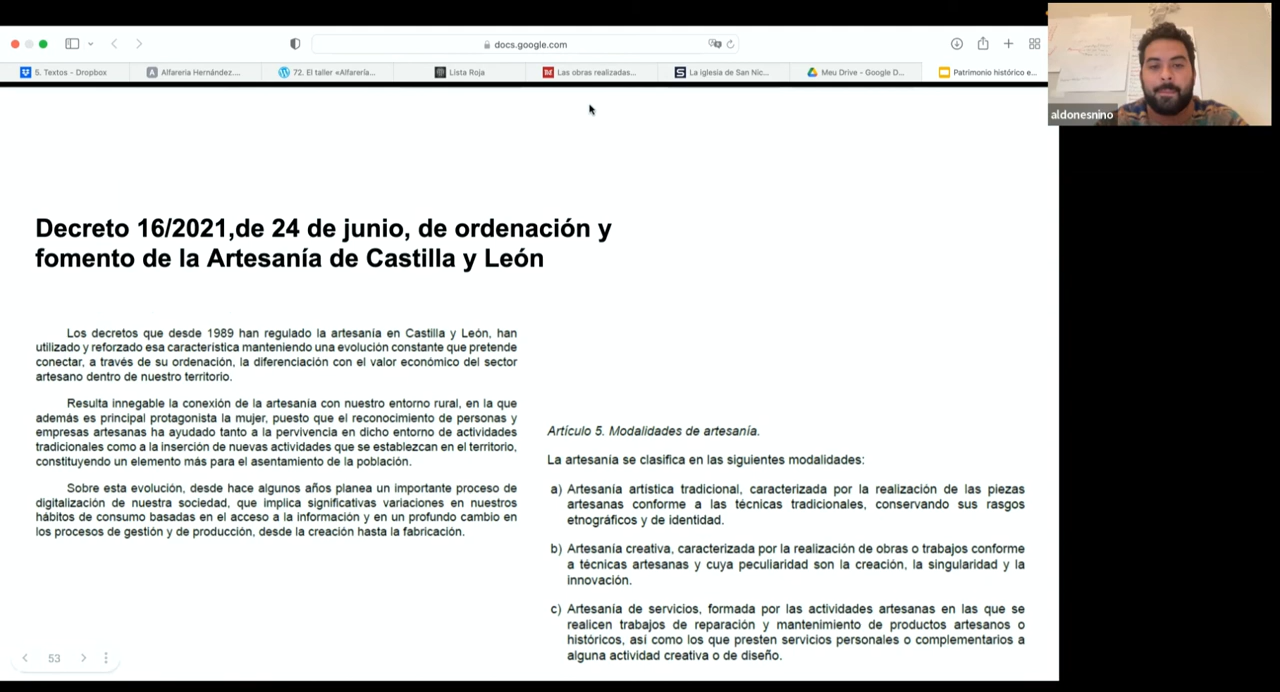 docs.google.com
5. Textos - Dropbox
Alfareria Hernández....
72. El taller «Alfarería...
Lista Roja
Las obras realizadas...
La iglesia de San Nic...
Meu Drive - Google D...
Patrimonio histórico e...
aldonesnino
Decreto 16/2021,de 24 de junio, de ordenación y
fomento de la Artesanía de Castilla y León
Los decretos que desde 1989 han regulado la artesanía en Castilla y León, han
utilizado y reforzado esa característica manteniendo una evolución constante que pretende
conectar, a través de su ordenación, la diferenciación con el valor económico del sector
artesano dentro de nuestro territorio.
Resulta innegable la conexión de la artesanía con nuestro entorno rural, en la que
además es principal protagonista la mujer, puesto que el reconocimiento de personas y
empresas artesanas ha ayudado tanto a la pervivencia en dicho entorno de actividades
tradicionales como a la inserción de nuevas actividades que se establezcan en el territorio,
constituyendo un elemento más para el asentamiento de la población.
Sobre esta evolución, desde hace algunos años planea un importante proceso de
digitalización de nuestra sociedad, que implica significativas variaciones en nuestros
hábitos de consumo basadas en el acceso a la información y en un profundo cambio en
los procesos de gestión y de producción, desde la creación hasta la fabricación.
Artículo 5. Modalidades de artesanía.
La artesanía se clasifica en las siguientes modalidades:
a) Artesanía artística tradicional, caracterizada por la realización de las piezas
artesanas conforme a las técnicas tradicionales, conservando sus rasgos
etnográficos y de identidad.
b) Artesanía creativa, caracterizada por la realización de obras o trabajos conforme
a técnicas artesanas y cuya peculiaridad son la creación, la singularidad y la
innovación.
c) Artesanía de servicios, formada por las actividades artesanas en las que se
realicen trabajos de reparación y mantenimiento de productos artesanos o
históricos, así como los que presten servicios personales o complementarios a
alguna actividad creativa o de diseño.
53